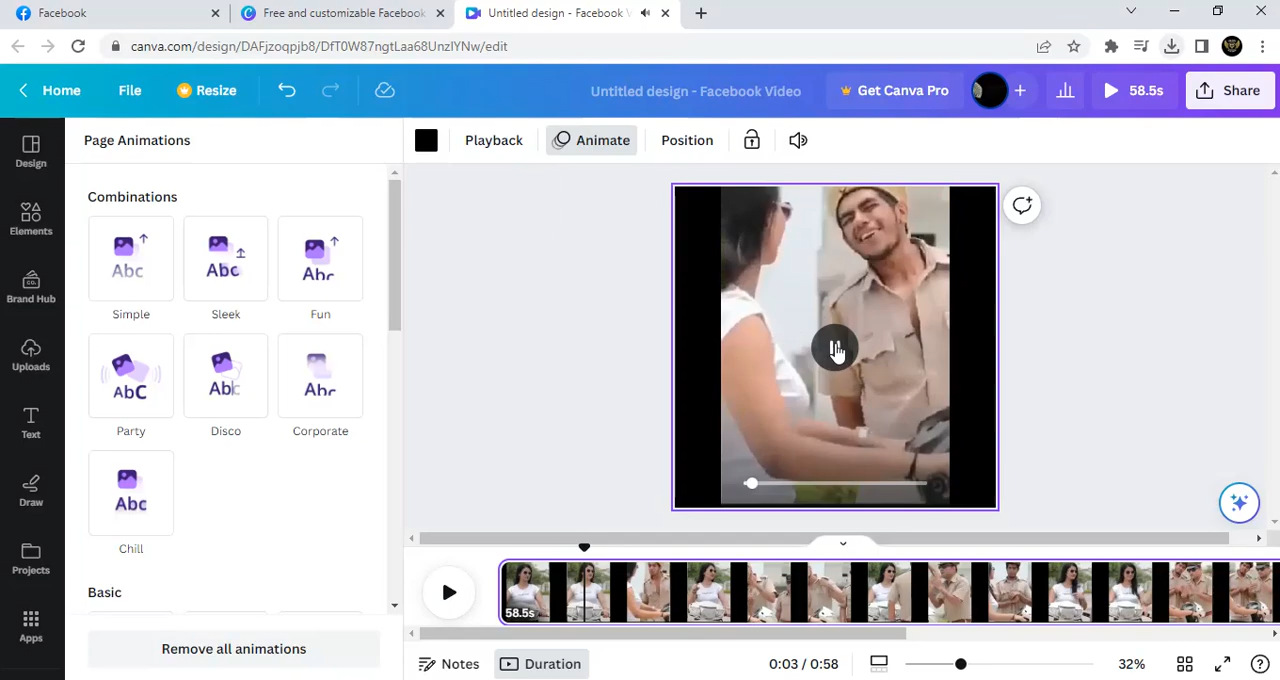 Facebook
Free and customizable Facebook
Untitled design - Facebook V
canva.com/design/DAFjzoqpjb8/DfT0W87ngtLaa68UnzIYNw/edit
Home
File
Resize
Untitled design - Facebook Video
Get Canva Pro
58.5s
Share
Design
Elements
Brand Hub
Uploads
Text
Draw
Projects
Apps
Page Animations
Combinations
Abc
Simple
Abc
Sleek
Abc
Fun
AbC
Party
Abc
Disco
Abc
Corporate
Abc
Chill
Basic
Remove all animations
Playback
Animate
Position
58.5s
Notes
Duration
0:03 / 0:58
32%